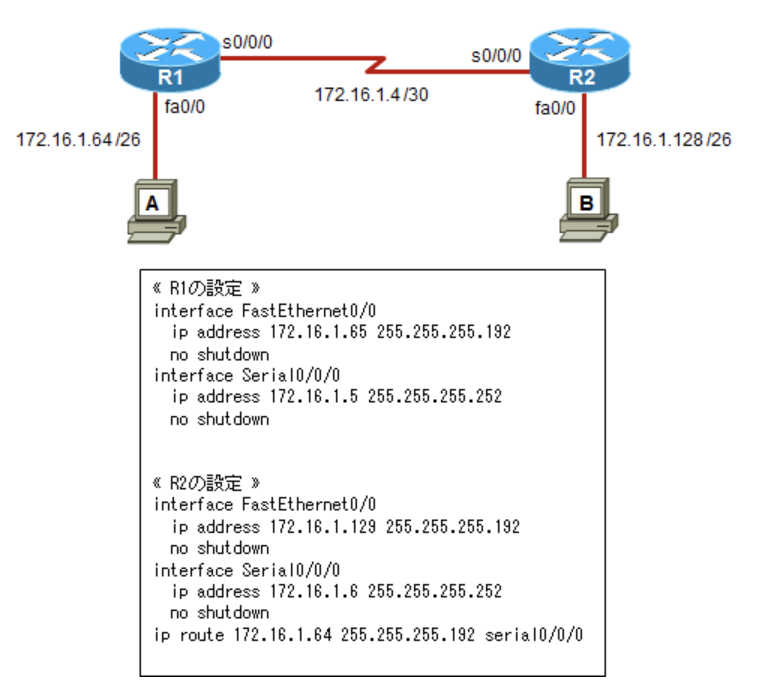 s0/0/0
s0/0/0
R1
R2
172.16.1.4 /30
fa0/0
fa0/0
172.16.1.64 /26
172.16.1.128 /26
A
B
≪ R1の設定 ≫
interface FastEthernet0/0
ip address 172.16.1.65 255.255.255.192
no shutdown
interface Serial0/0/0
ip address 172.16.1.5 255.255.255.252
no shutdown
≪ R2の設定 ≫
interface FastEthernet0/0
ip address 172.16.1.129 255.255.255.192
no shutdown
interface Serial0/0/0
ip address 172.16.1.6 255.255.255.252
no shutdown
ip route 172.16.1.64 255.255.255.192 serial0/0/0